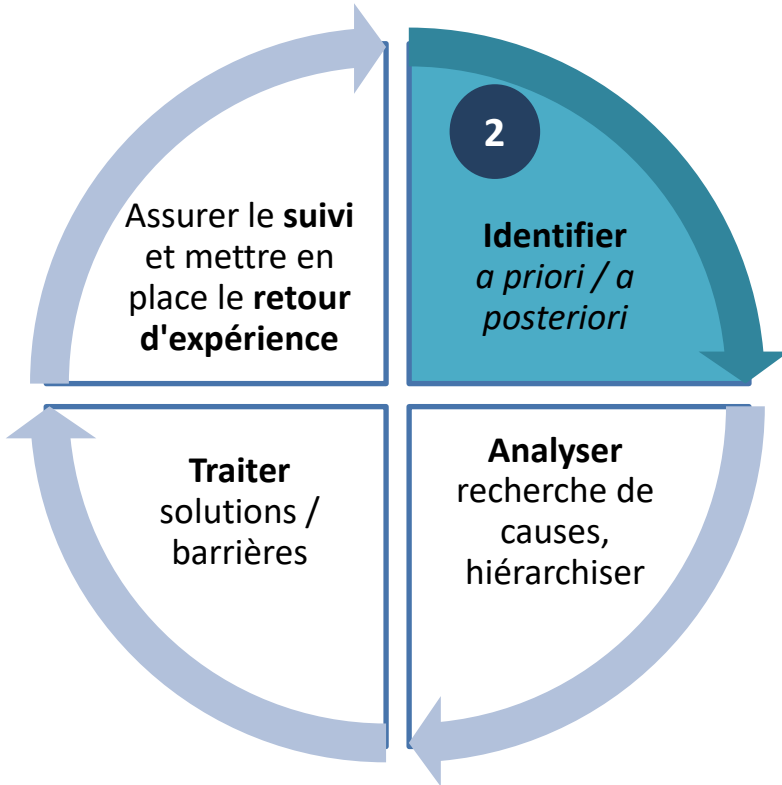 Assurer le suivi
et mettre en
place le retour
d'expérience
2
Identifier
a priori / a
posteriori
Traiter
solutions /
barrières
Analyser
recherche de
causes,
hiérarchiser